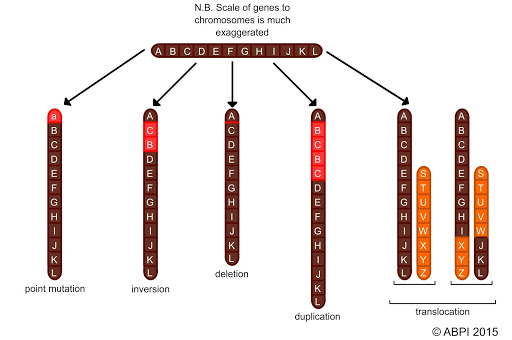 N.B. Scale of genes to
chromosomes is much
exaggerated
A B C D E F G H I J K L
a B C D E F G H I J K L
point mutation
A C B D E F G H I J K L
inversion
A C D E F G H I J K L
deletion
A B C B C D E F G H I J K L
duplication
A B C D E F G H I J K L
S T U V W X Y Z
A B C D E F G H I X Y Z
S T U V W J K L
translocation
© ABPI 2015